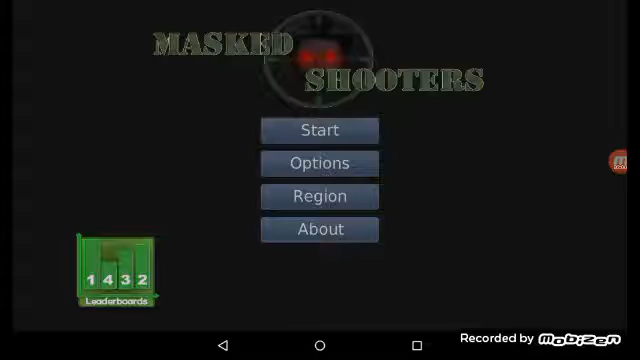 MASKED
SHOOTERS
Start
Options
Region
About
1 4 3 2
Leaderboards
Recorded by Mobizen